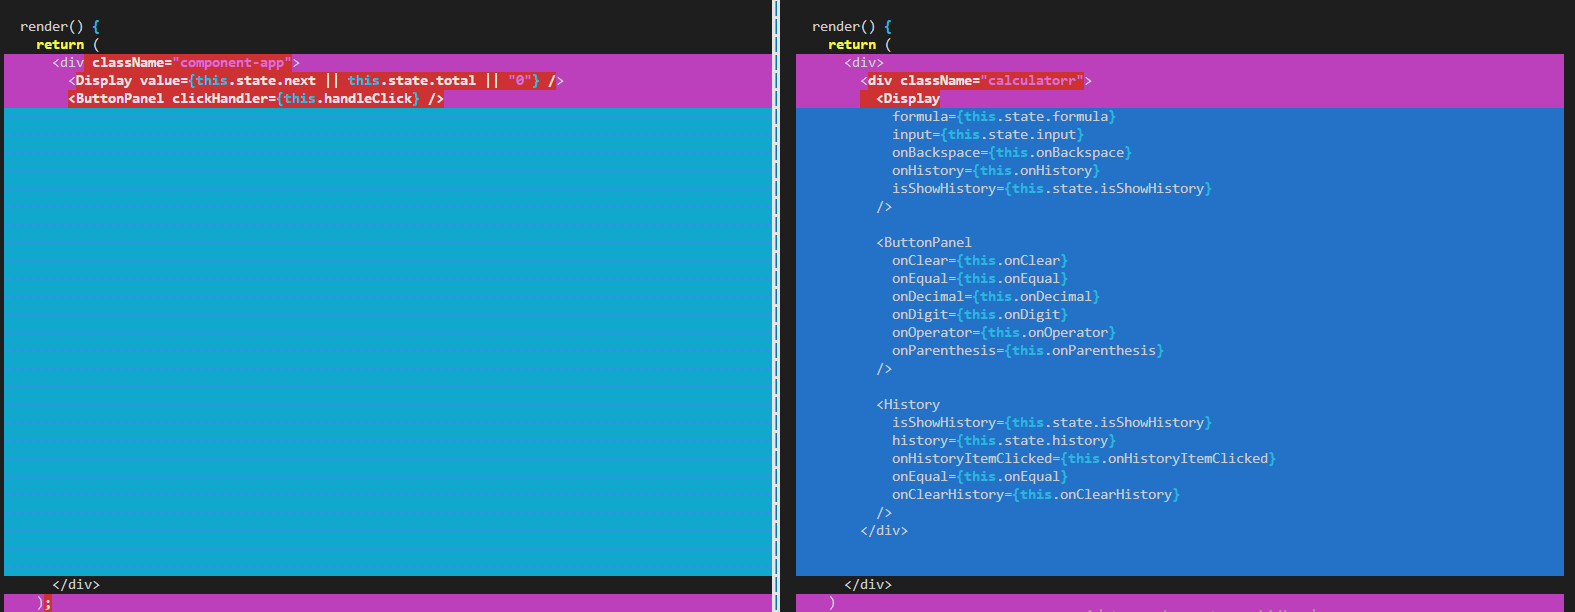 render() {
return (
<div className="component-app">
<Display value={this.state.next || this.state.total || "0"} />
<ButtonPanel clickHandler={this.handleClick} />
</div>
);
render() {
return (
<div>
<div className="calculatorr">
<Display
formula={this.state.formula}
input={this.state.input}
onBackspace={this.onBackspace}
onHistory={this.onHistory}
isShowHistory={this.state.isShowHistory}
/>
<ButtonPanel
onClear={this.onClear}
onEqual={this.onEqual}
onDecimal={this.onDecimal}
onDigit={this.onDigit}
onOperator={this.onOperator}
onParenthesis={this.onParenthesis}
/>
<History
isShowHistory={this.state.isShowHistory}
history={this.state.history}
onHistoryItemClicked={this.onHistoryItemClicked}
onEqual={this.onEqual}
onClearHistory={this.onClearHistory}
/>
</div>
</div>
)